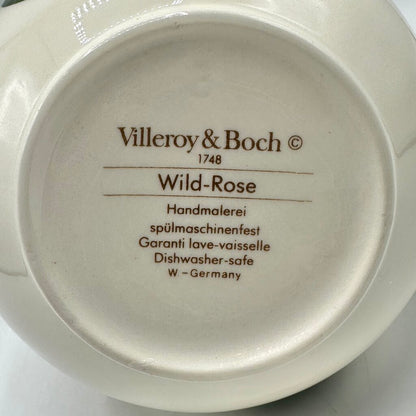 Villeroy & Boch ©
1748
Wild-Rose
Handmalerei
spülmaschinenfest
Garanti lave-vaisselle
Dishwasher-safe
W - Germany